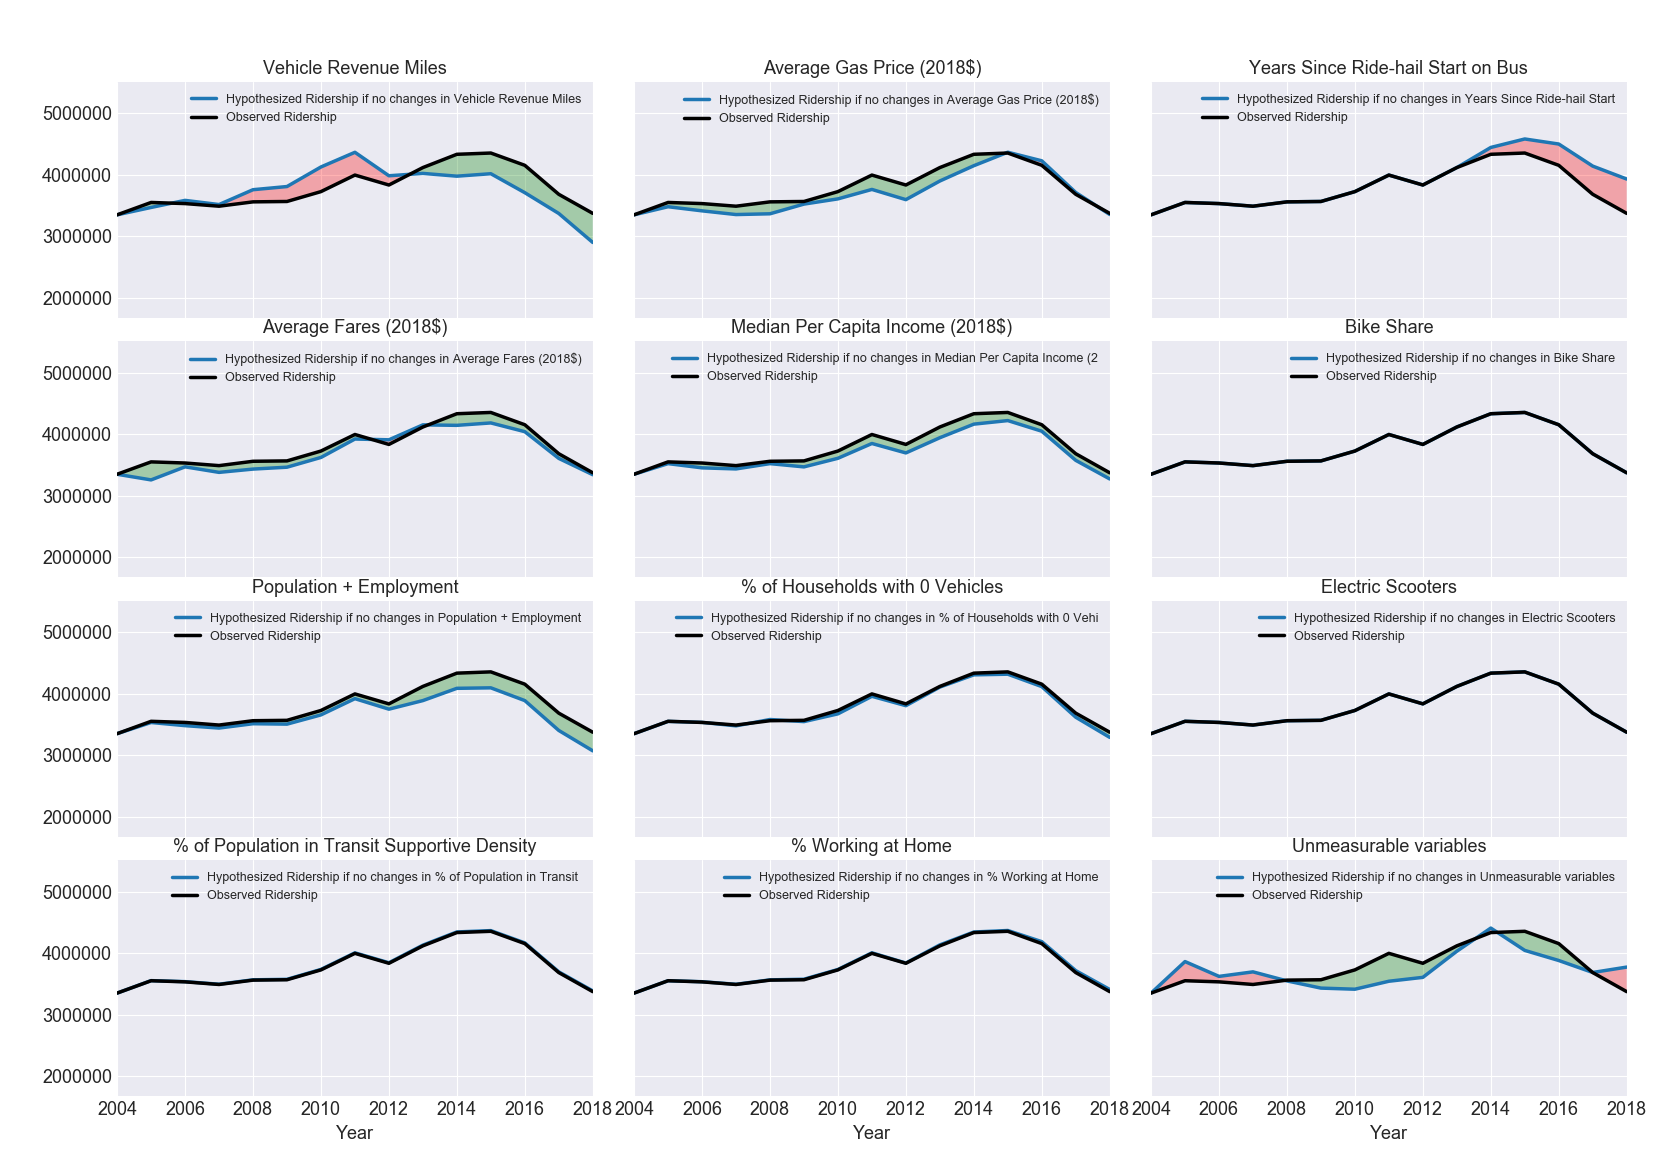 Vehicle Revenue Miles
Hypothesized Ridership if no changes in Vehicle Revenue Miles
Observed Ridership
5000000
4000000
3000000
2000000
Average Gas Price (2018$)
Hypothesized Ridership if no changes in Average Gas Price (2018$)
Observed Ridership
Years Since Ride-hail Start on Bus
Hypothesized Ridership if no changes in Years Since Ride-hail Start
Observed Ridership
Average Fares (2018$)
Hypothesized Ridership if no changes in Average Fares (2018$)
Observed Ridership
5000000
4000000
3000000
2000000
Median Per Capita Income (2018$)
Hypothesized Ridership if no changes in Median Per Capita Income (2
Observed Ridership
Bike Share
Hypothesized Ridership if no changes in Bike Share
Observed Ridership
Population + Employment
Hypothesized Ridership if no changes in Population + Employment
Observed Ridership
5000000
4000000
3000000
2000000
% of Households with 0 Vehicles
Hypothesized Ridership if no changes in % of Households with 0 Vehi
Observed Ridership
Electric Scooters
Hypothesized Ridership if no changes in Electric Scooters
Observed Ridership
% of Population in Transit Supportive Density
Hypothesized Ridership if no changes in % of Population in Transit
Observed Ridership
5000000
4000000
3000000
2000000
2004 2006 2008 2010 2012 2014 2016 2018
Year
% Working at Home
Hypothesized Ridership if no changes in % Working at Home
Observed Ridership
2004 2006 2008 2010 2012 2014 2016 2018
Year
Unmeasurable variables
Hypothesized Ridership if no changes in Unmeasurable variables
Observed Ridership
2004 2006 2008 2010 2012 2014 2016 2018
Year